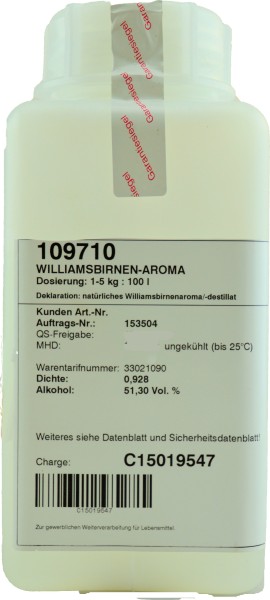 Garantiesiegel Garantiesiegel
109710
WILLIAMSBIRNEN-AROMA
Dosierung: 1-5 kg : 100 l
Deklaration: natürliches Williamsbirnenaroma/-destillat
Kunden Art.-Nr.
Auftrags-Nr.: 153504
QS-Freigabe:
MHD: ungekühlt (bis 25°C)
Warentarifnummer: 33021090
Dichte: 0,928
Alkohol: 51,30 Vol. %
Weiteres siehe Datenblatt und Sicherheitsdatenblatt!
Charge: C15019547
C15019547
Zur gewerblichen Weiterverarbeitung für Lebensmittel.